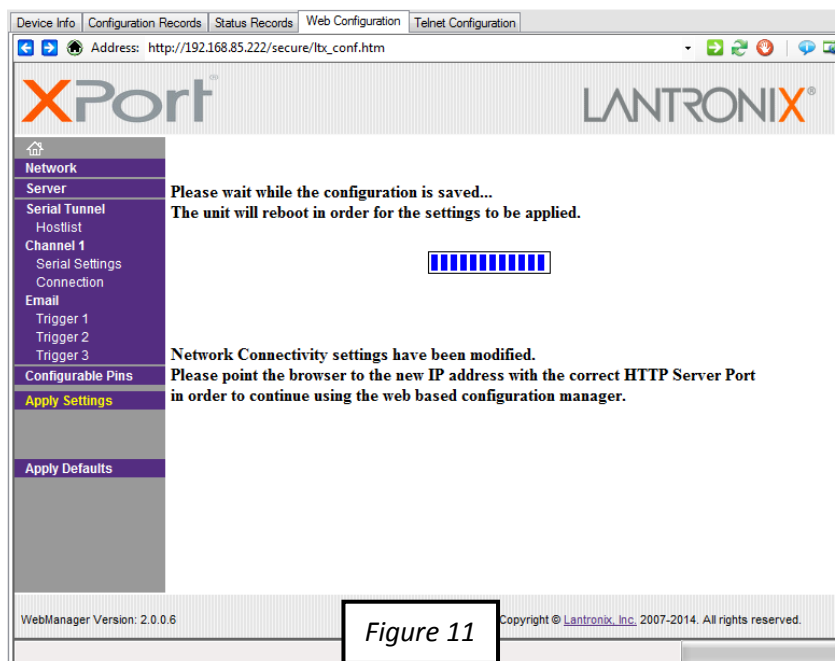 Device Info Configuration Records Status Records Web Configuration Telnet Configuration
Address: http://192.168.85.222/secure/ltx_conf.htm
XPort®
LANTRONIX®
Network
Server
Serial Tunnel
Hostlist
Channel 1
Serial Settings
Connection
Email
Trigger 1
Trigger 2
Trigger 3
Configurable Pins
Apply Settings
Apply Defaults
Please wait while the configuration is saved...
The unit will reboot in order for the settings to be applied.
Network Connectivity settings have been modified.
Please point the browser to the new IP address with the correct HTTP Server Port
in order to continue using the web based configuration manager.
WebManager Version: 2.0.0.6
Copyright © Lantronix, Inc. 2007-2014. All rights reserved.
Figure 11